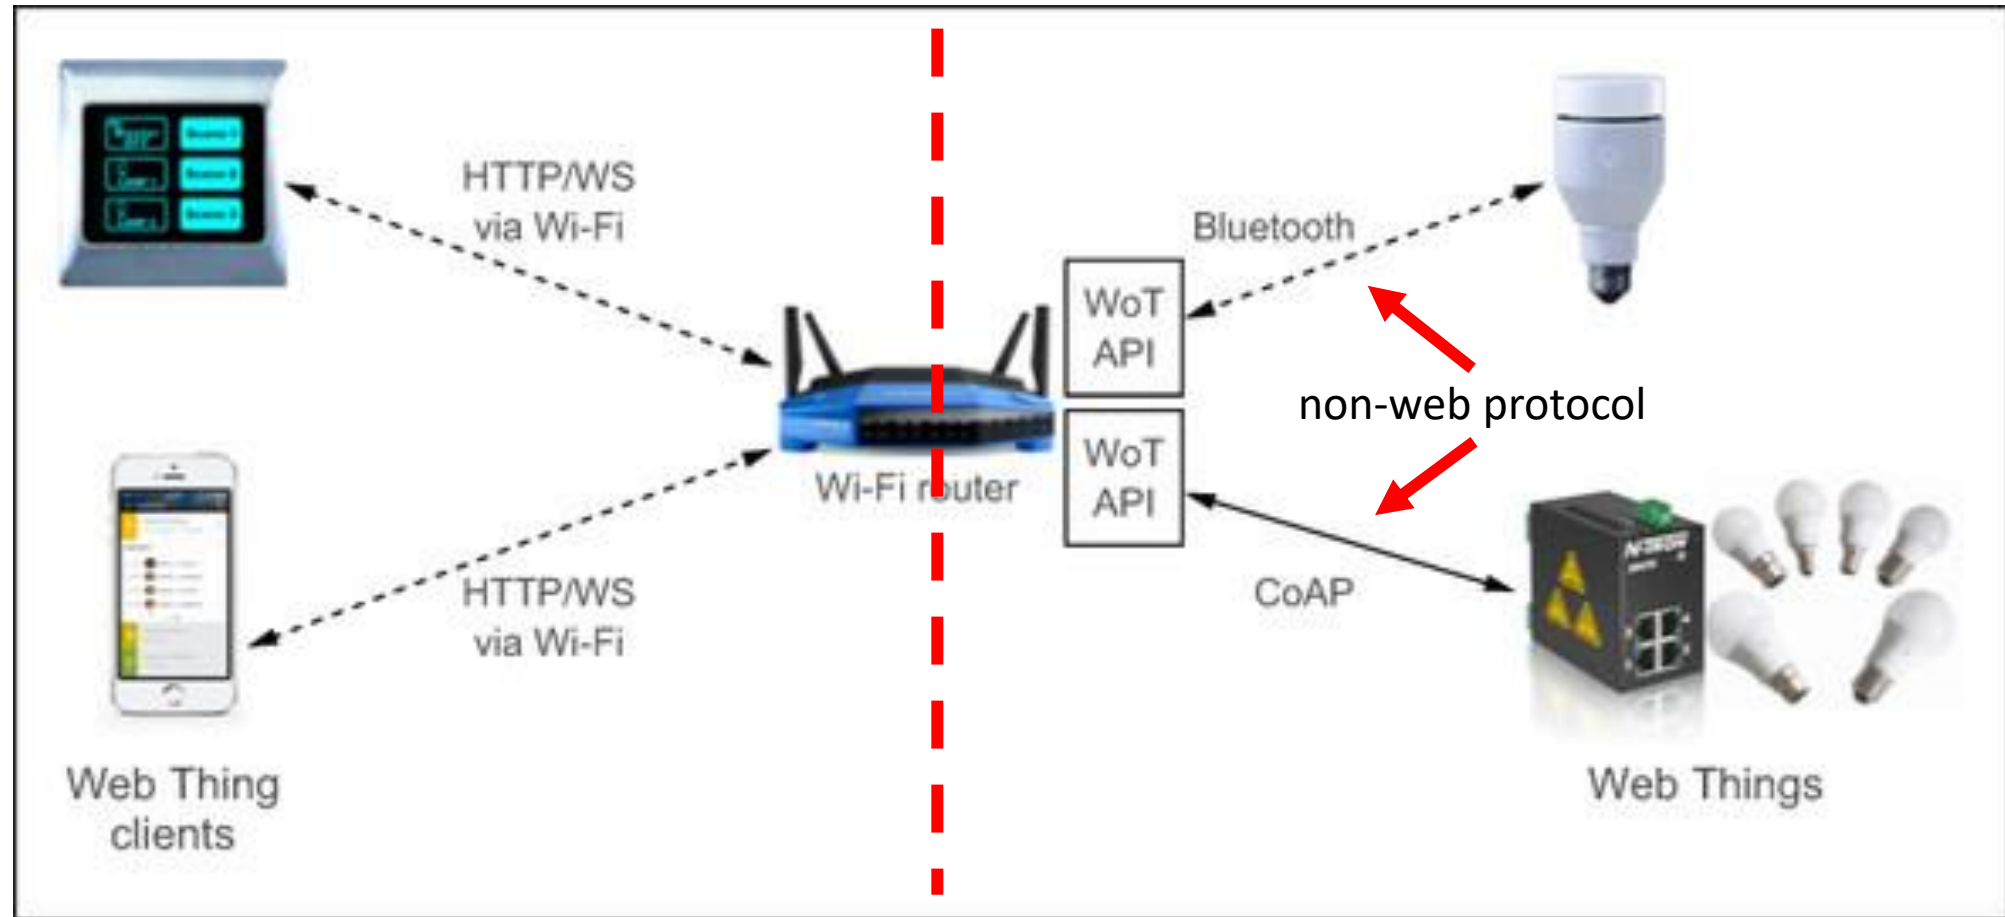 HTTP/WS
via Wi-Fi
Bluetooth
WoT
API
non-web protocol
WoT
API
Wi-Fi router
HTTP/WS
via Wi-Fi
CoAP
Web Thing
clients
Web Things